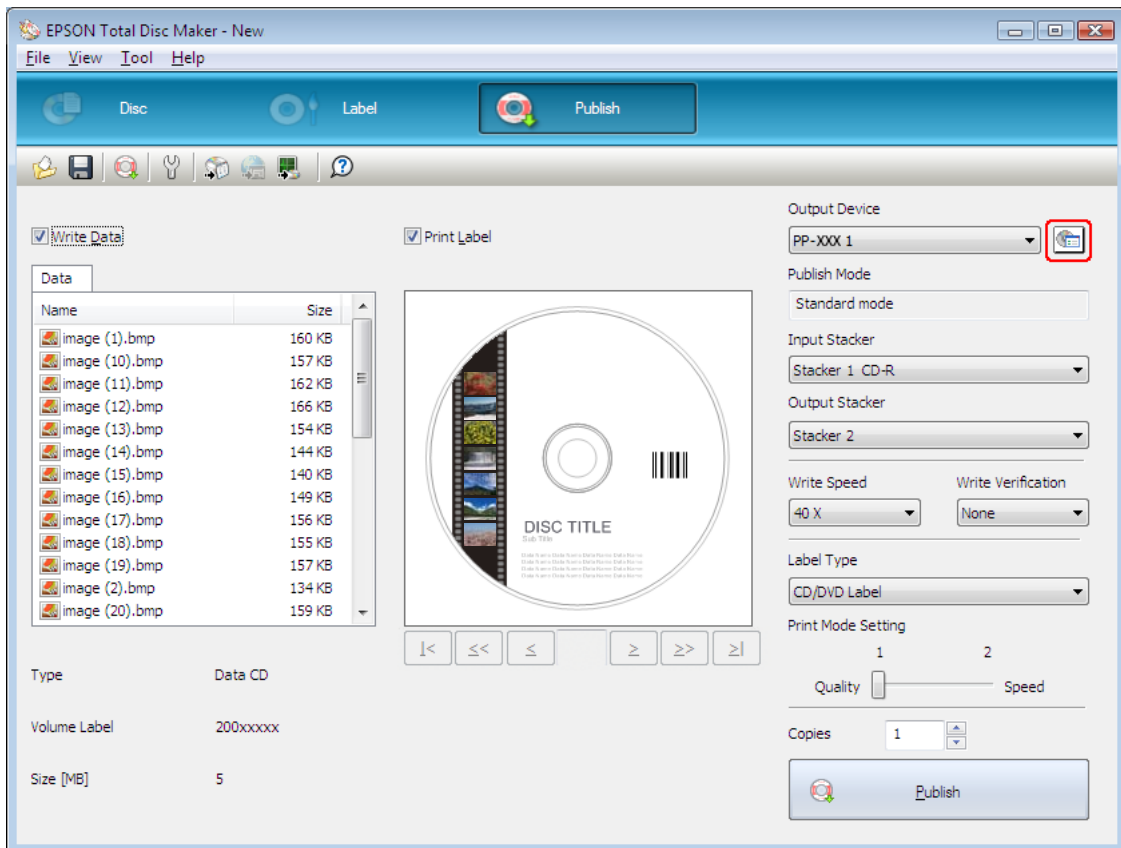 EPSON Total Disc Maker - New
File View Tool Help
Disc Label Publish
Write Data
Data
Name Size
image (1).bmp 160 KB
image (10).bmp 157 KB
image (11).bmp 162 KB
image (12).bmp 166 KB
image (13).bmp 154 KB
image (14).bmp 144 KB
image (15).bmp 140 KB
image (16).bmp 149 KB
image (17).bmp 156 KB
image (18).bmp 155 KB
image (19).bmp 157 KB
image (2).bmp 134 KB
image (20).bmp 159 KB
Type Data CD
Volume Label 200xxxxx
Size [MB] 5
Print Label
DISC TITLE
Sub Title
|< << < > >> >|
Output Device
PP-XXX 1
Publish Mode
Standard mode
Input Stacker
Stacker 1 CD-R
Output Stacker
Stacker 2
Write Speed Write Verification
40 X None
Label Type
CD/DVD Label
Print Mode Setting
1 2
Quality Speed
Copies 1
Publish